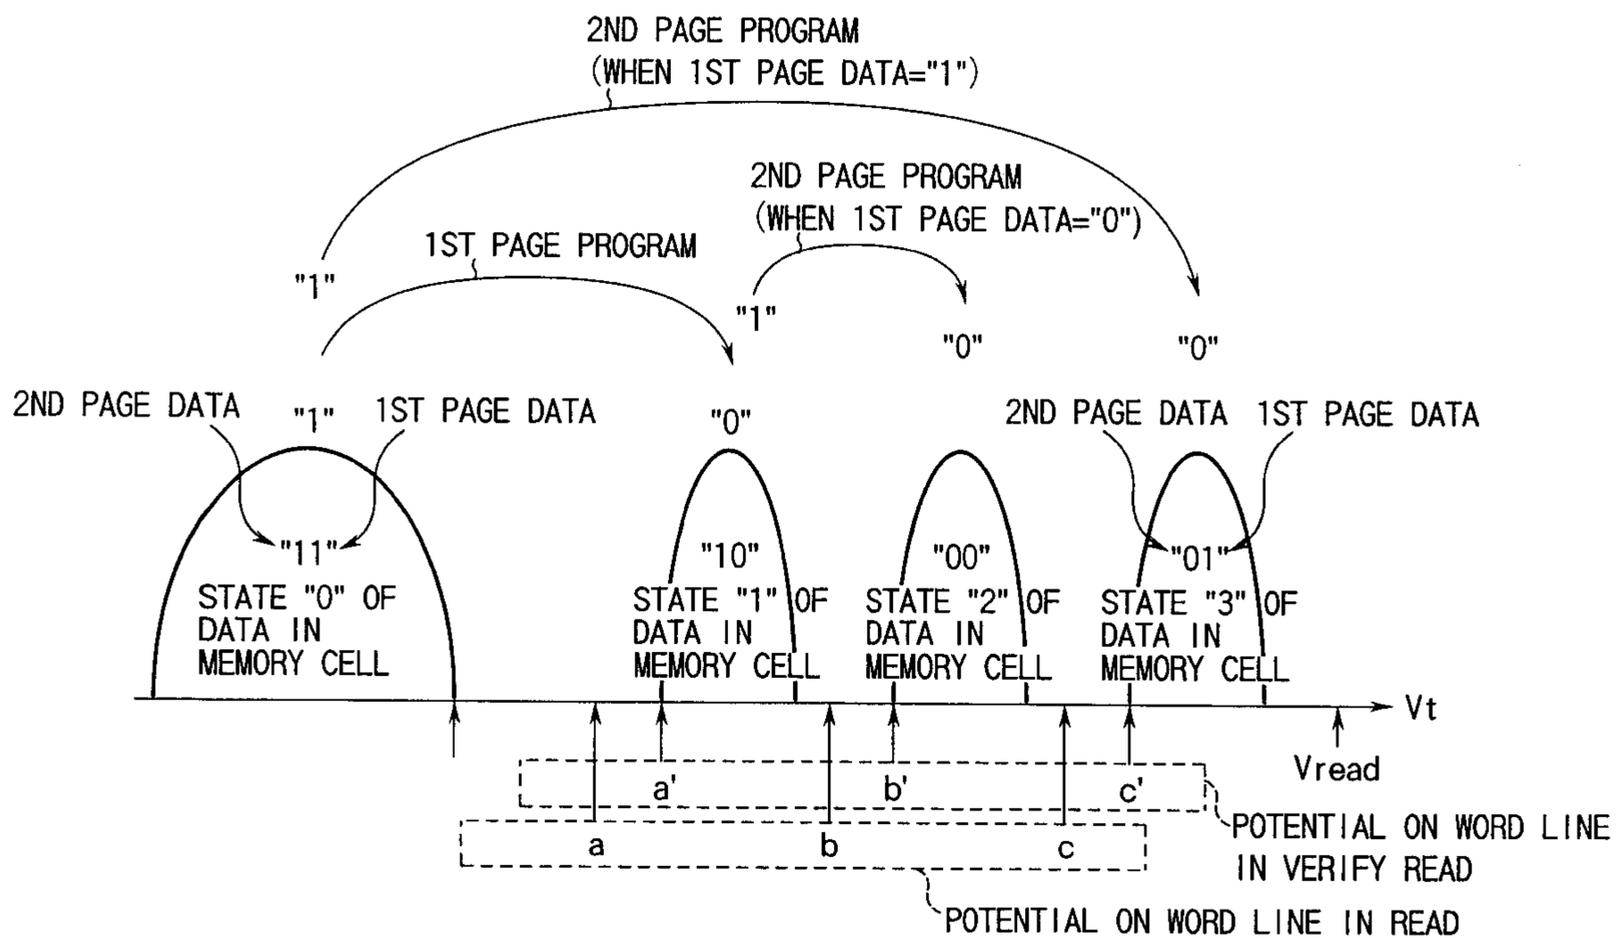 2ND PAGE PROGRAM
(WHEN 1ST PAGE DATA="1")
2ND PAGE PROGRAM
(WHEN 1ST PAGE DATA="0")
1ST PAGE PROGRAM
"1"
"1"
"0"
"0"
2ND PAGE DATA
"1"
1ST PAGE DATA
"0"
2ND PAGE DATA
1ST PAGE DATA
"11"
STATE "0" OF
DATA IN
MEMORY CELL
"10"
STATE "1" OF
DATA IN
MEMORY CELL
"00"
STATE "2" OF
DATA IN
MEMORY CELL
"01"
STATE "3" OF
DATA IN
MEMORY CELL
Vt
Vread
a'
b'
c'
POTENTIAL ON WORD LINE
IN VERIFY READ
a
b
c
POTENTIAL ON WORD LINE IN READ